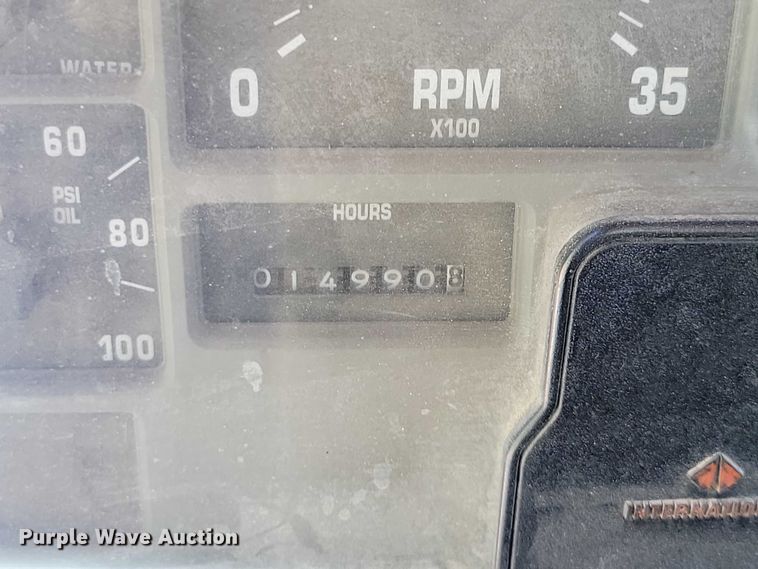 WATER
0 RPM 35
X100
60
PSI
OIL
80
100
HOURS
0149908
INTERNATIO
Purple Wave Auction